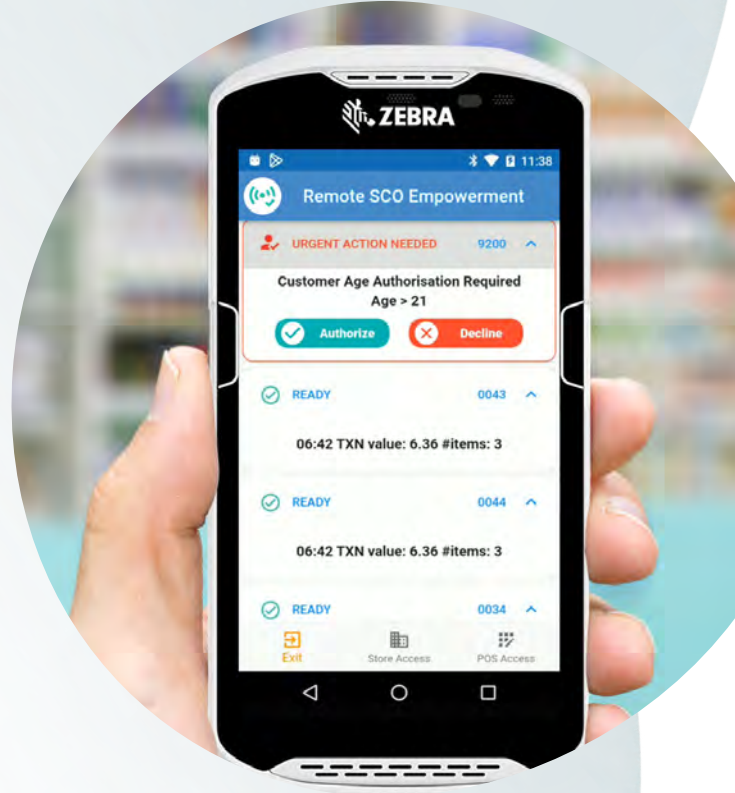 ZEBRA
11:38
Remote SCO Empowerment
URGENT ACTION NEEDED 9200
Customer Age Authorisation Required
Age > 21
Authorize Decline
READY 0043
06:42 TXN value: 6.36 #items: 3
READY 0044
06:42 TXN value: 6.36 #items: 3
READY 0034
Exit Store Access POS Access